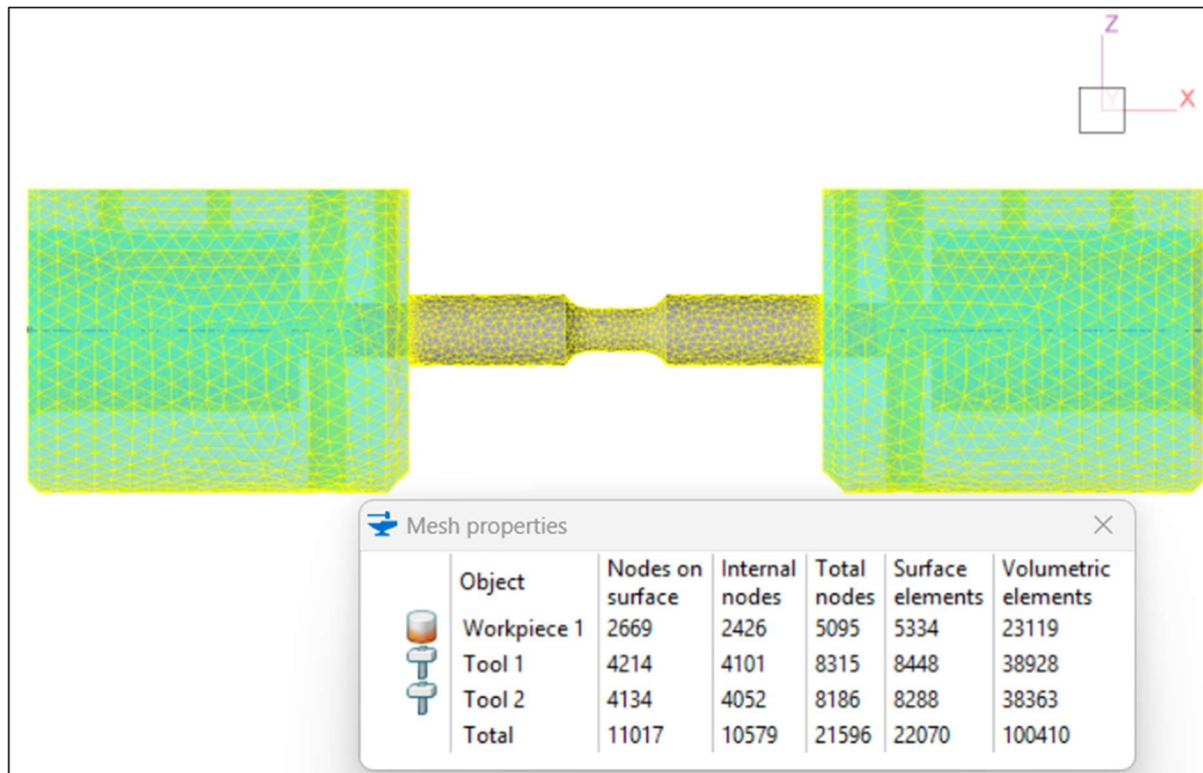 Z
Y
X
Mesh properties
Object Nodes on surface Internal nodes Total nodes Surface elements Volumetric elements
Workpiece 1 2669 2426 5095 5334 23119
Tool 1 4214 4101 8315 8448 38928
Tool 2 4134 4052 8186 8288 38363
Total 11017 10579 21596 22070 100410